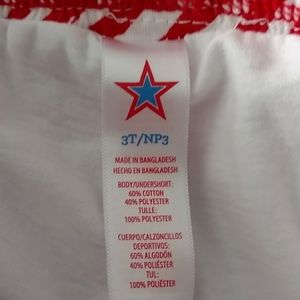 3T/NP3
MADE IN BANGLADESH
HECHO EN BANGLADESH
BODY/UNDERSHORT:
60% COTTON
40% POLYESTER
TULLE:
100% POLYESTER
CUERPO/CALZONCILLOS
DEPORTIVOS:
60% ALGODÓN
40% POLIÉSTER
TUL:
100% POLIÉSTER